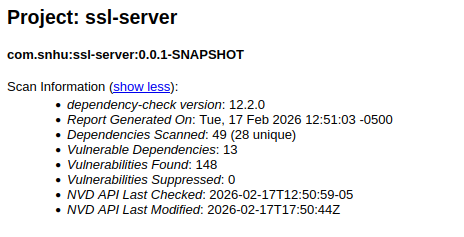 Project: ssl-server
com.snhu:ssl-server:0.0.1-SNAPSHOT
Scan Information (show less):
• dependency-check version: 12.2.0
• Report Generated On: Tue, 17 Feb 2026 12:51:03 -0500
• Dependencies Scanned: 49 (28 unique)
• Vulnerable Dependencies: 13
• Vulnerabilities Found: 148
• Vulnerabilities Suppressed: 0
• NVD API Last Checked: 2026-02-17T12:50:59-05
• NVD API Last Modified: 2026-02-17T17:50:44Z